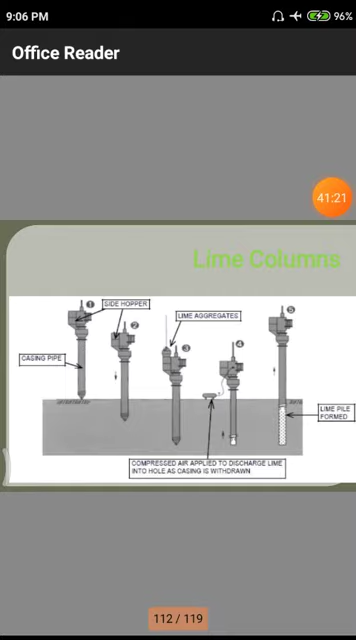 9:06 PM
96%
Office Reader
41:21
Lime Columns
1
SIDE HOPPER
2
LIME AGGREGATES
3
4
5
CASING PIPE
LIME PILE
FORMED
COMPRESSED AIR APPLIED TO DISCHARGE LIME
INTO HOLE AS CASING IS WITHDRAWN
112 / 119